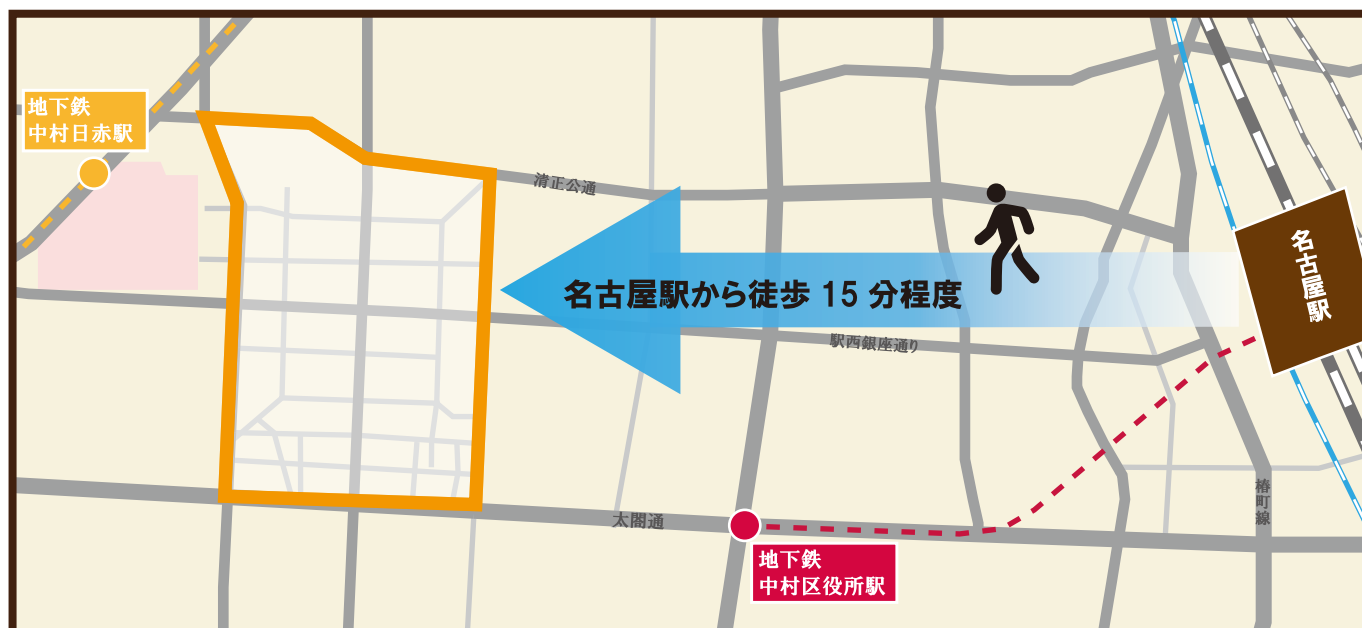 地下鉄
中村日赤駅
清正公通
名古屋駅
名古屋駅から徒歩 15 分程度
駅西銀座通り
椿町線
太閤通
地下鉄
中村区役所駅